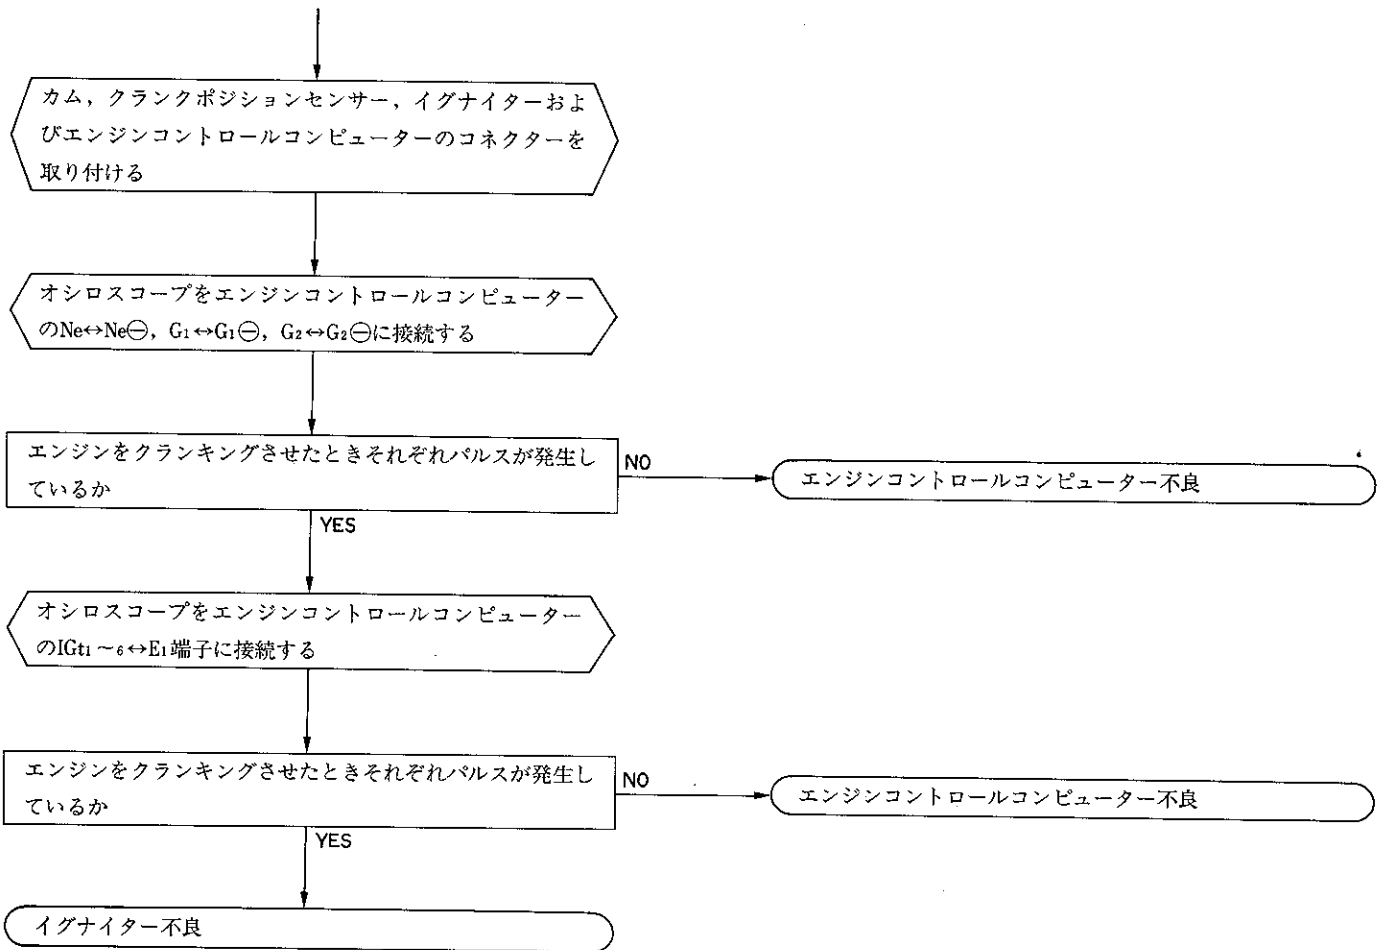 カム，クランクポジションセンサー，イグナイターおよ
びエンジンコントロールコンピューターのコネクターを
取り付ける
オシロスコープをエンジンコントロールコンピューター
のNe↔Ne⊖，G₁↔G₁⊖，G₂↔G₂⊖に接続する
エンジンをクランキングさせたときそれぞれパルスが発生し
ているか
NO
エンジンコントロールコンピューター不良
YES
オシロスコープをエンジンコントロールコンピューター
のIGt₁～₆↔E₁端子に接続する
エンジンをクランキングさせたときそれぞれパルスが発生し
ているか
NO
エンジンコントロールコンピューター不良
YES
イグナイター不良